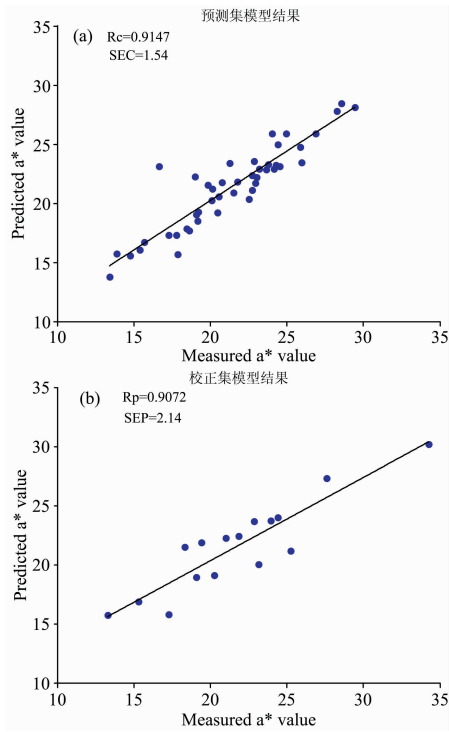 预测集模型结果
35
(a)
Rc=0.9147
SEC=1.54
30
25
20
15
10
Predicted a* value
10 15 20 25 30 35
Measured a* value
校正集模型结果
35
(b)
Rp=0.9072
SEP=2.14
30
25
20
15
10
Predicted a* value
10 15 20 25 30 35
Measured a* value